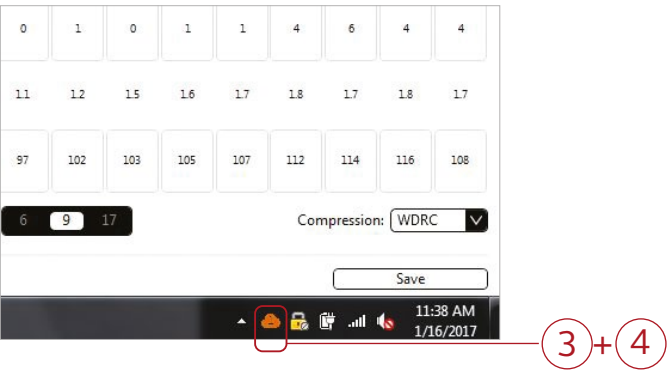 0 1 0 1 1 4 6 4 4
1.1 1.2 1.5 1.6 1.7 1.8 1.7 1.8 1.7
97 102 103 105 107 112 114 116 108
6 9 17 Compression: WDRC
Save
11:38 AM
1/16/2017
3+4